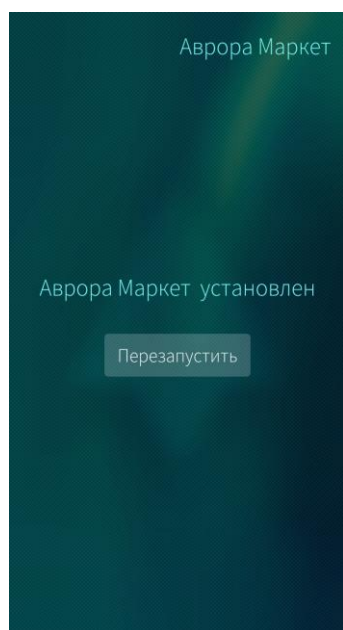 Аврора Маркет
Аврора Маркет установлен
Перезапустить